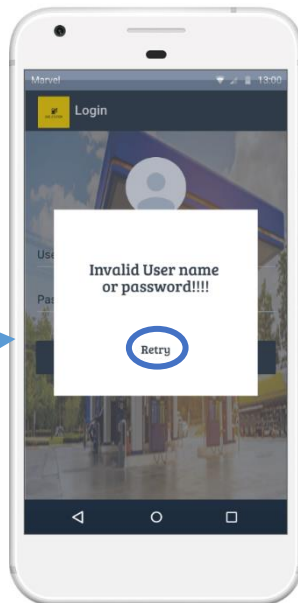 Marvel
13:00
Login
Invalid User name
or password!!!!
Retry